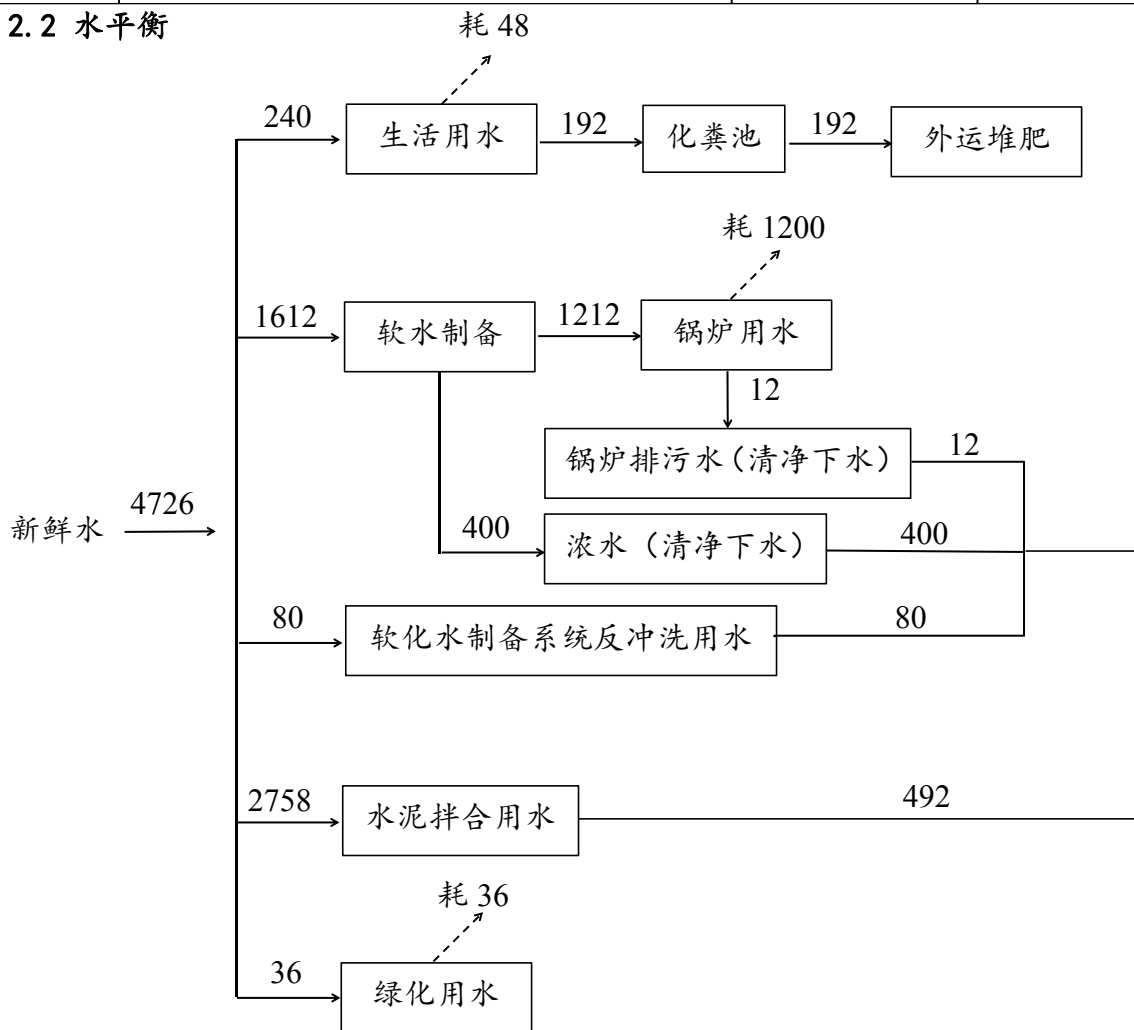 2.2 水平衡
耗 48
240
生活用水
192
化粪池
192
外运堆肥
耗 1200
1612
软水制备
1212
锅炉用水
12
锅炉排污水（清净下水）
12
新鲜水
4726
400
浓水（清净下水）
400
80
软化水制备系统反冲洗用水
80
2758
水泥拌合用水
492
耗 36
36
绿化用水